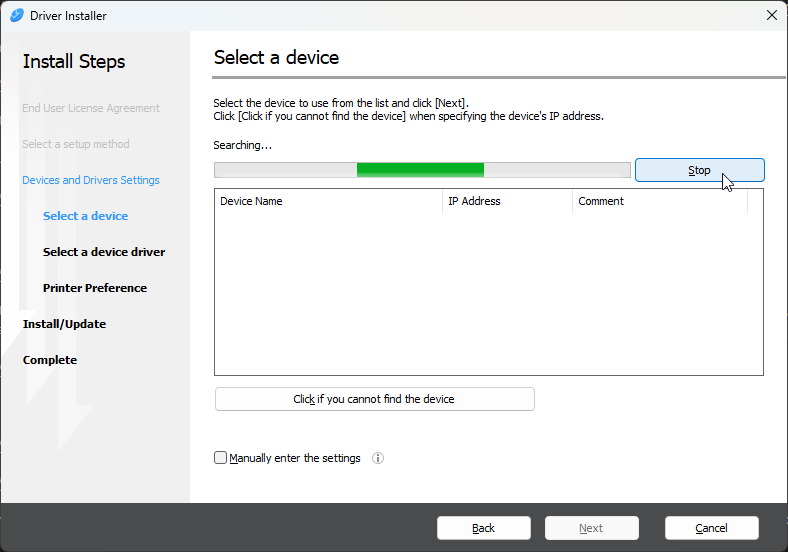 Driver Installer
Install Steps
End User License Agreement
Select a setup method
Devices and Drivers Settings
Select a device
Select a device driver
Printer Preference
Install/Update
Complete
Select a device
Select the device to use from the list and click [Next].
Click [Click if you cannot find the device] when specifying the device's IP address.
Searching...
Stop
Device Name IP Address Comment
Click if you cannot find the device
Manually enter the settings
Back Next Cancel